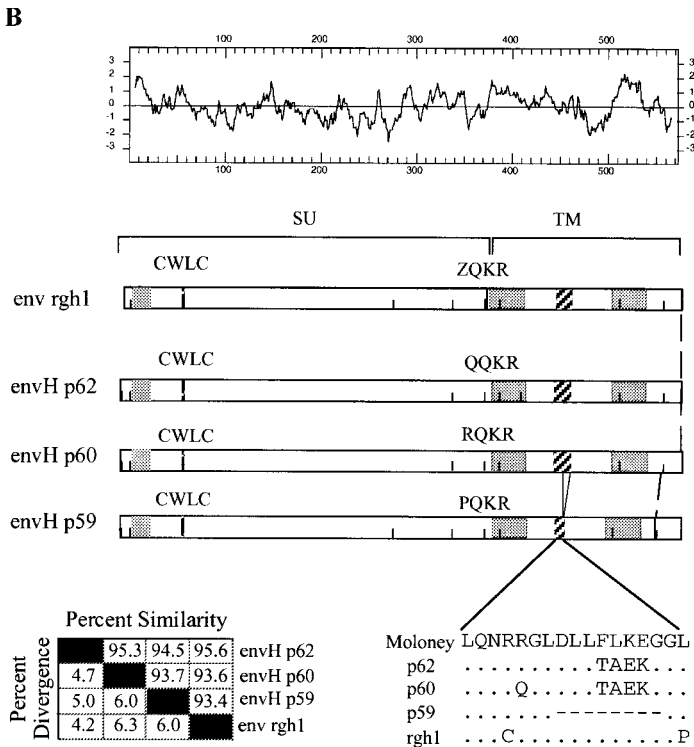 B
100 200 300 400 500
3 3
2 2
1 1
0 0
-1 -1
-2 -2
-3 -3
100 200 300 400 500
SU TM
CWLC ZQKR
env rgh1
CWLC QQKR
envH p62
CWLC RQKR
envH p60
CWLC PQKR
envH p59
Percent Similarity
Percent Divergence
95.3 94.5 95.6 envH p62
4.7 93.7 93.6 envH p60
5.0 6.0 93.4 envH p59
4.2 6.3 6.0 env rgh1
Moloney LQNRRGLDLLFLKEGGL
p62 . . . . . . . . . . TAEK . . .
p60 . . . . Q . . . . . TAEK . . .
p59 . . . . . . . - - - - - - - - . .
rgh1 . . . C . . . . . . . . . . . . P